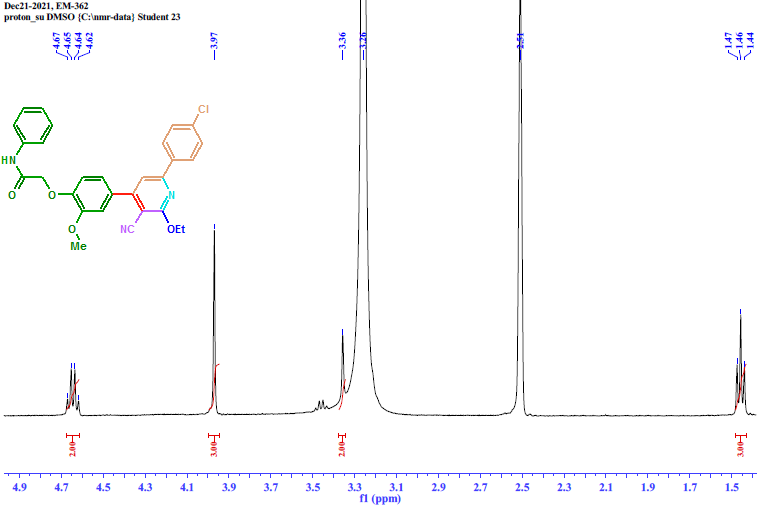 Dec21-2021, EM-362
proton_su DMSO {C:\nmr-data} Student 23
4.67
4.65
4.64
4.62
3.97
3.36
3.26
2.51
1.47
1.46
1.44
Cl
HN
O
O
N
O
Me
NC
OEt
2.00
3.00
2.00
3.00
4.9 4.7 4.5 4.3 4.1 3.9 3.7 3.5 3.3 3.1 2.9 2.7 2.5 2.3 2.1 1.9 1.7 1.5
f1 (ppm)